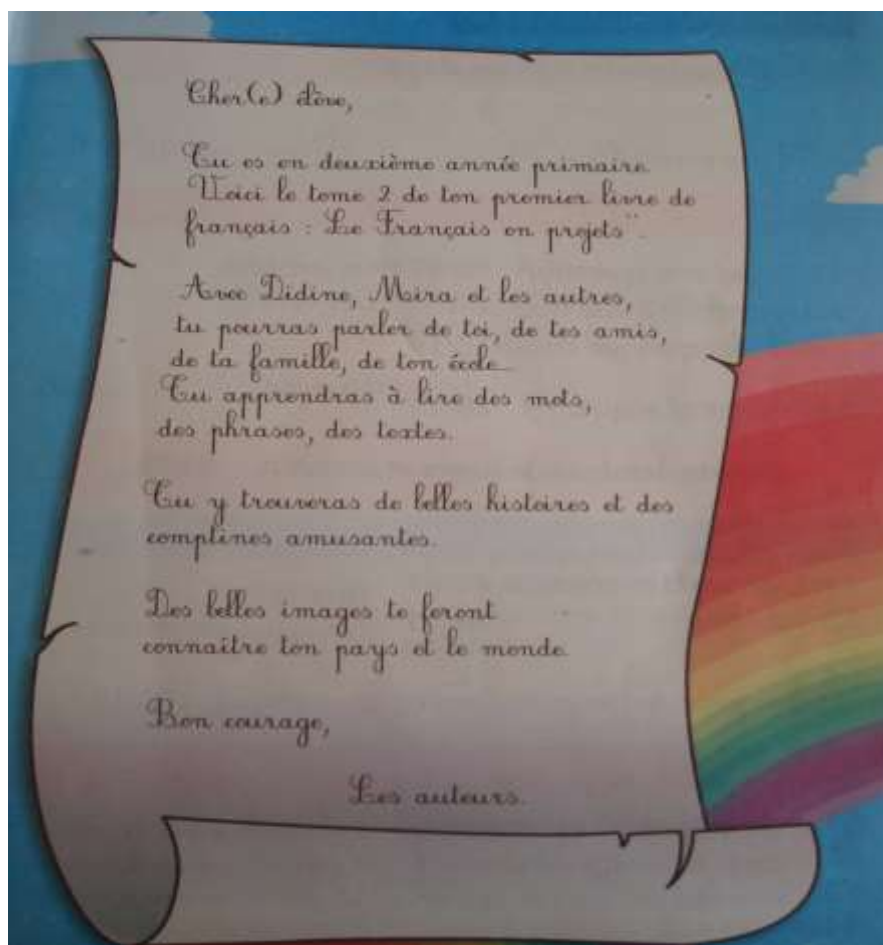 Cher(e) élève,
Tu es en deuxième année primaire
Voici le tome 2 de ton premier livre de
français : Le Français en projets".
Avec Didine, Mira et les autres,
tu pourras parler de toi, de tes amis,
de ta famille, de ton école.
Tu apprendras à lire des mots,
des phrases, des textes.
Tu y trouveras de belles histoires et des
comptines amusantes.
Des belles images te feront
connaître ton pays et le monde.
Bon courage,
Les auteurs.